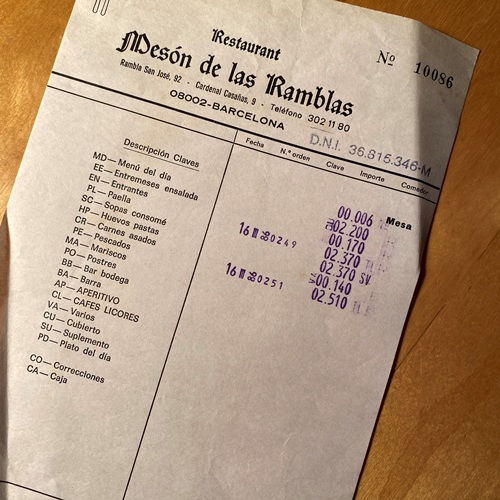 Restaurant
Mesón de las Ramblas
Nº 10086
Rambla San José, 92 - Cardenal Casañas, 9 - Teléfono 302 11 80
08002-BARCELONA
D.N.I. 36.815.346-M
Descripción Claves
Fecha N.º orden Clave Importe Comedor
MD—Menú del día
EE—Entremeses ensalada
EN—Entrantes
PL—Paella
SC—Sopas consomé
HP—Huevos pastas
CR—Carnes asados
PE—Pescados
MA—Mariscos
PO—Postres
BB—Bar bodega
BA—Barra
AP—APERITIVO
CL—CAFES LICORES
VA—Varios
CU—Cubierto
SU—Suplemento
PD—Plato del día
CO—Correcciones
CA—Caja
00.006 Mesa
02.200
16 0249 00.170
02.370
02.370 SV
16 0251 00.140
02.510